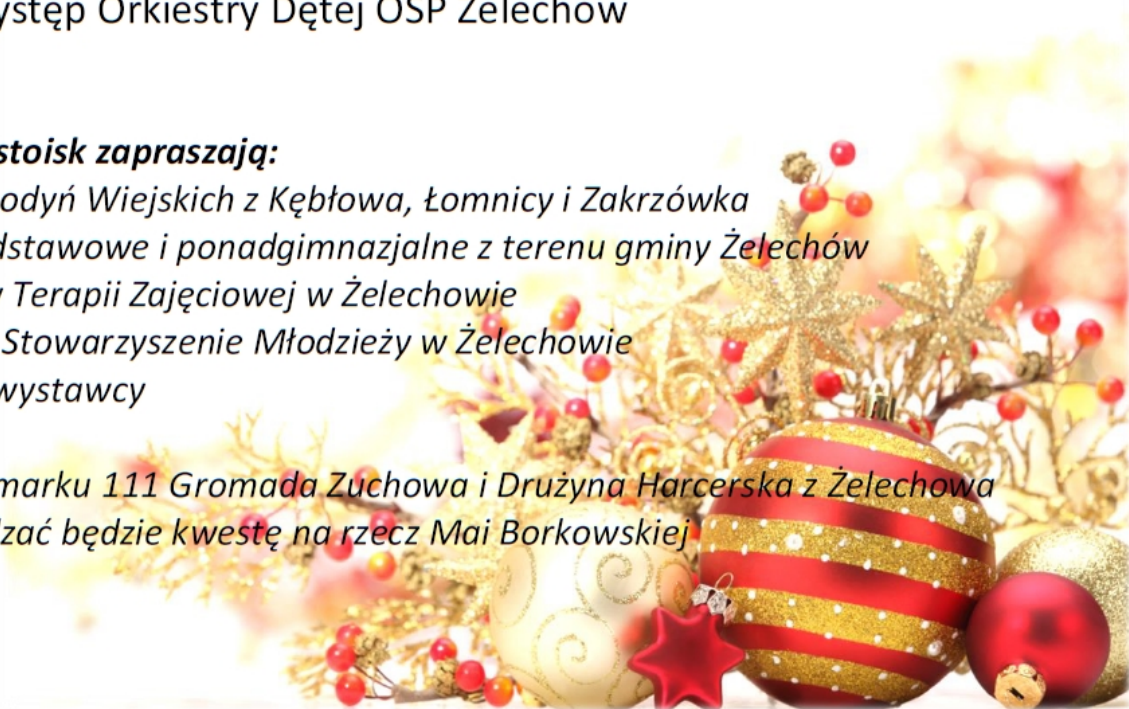 ystęp Orkiestry Dętej OSP Żelechów
stoisk zapraszają:
odyń Wiejskich z Kębłowa, Łomnicy i Zakrzówka
dstawowe i ponadgimnazjalne z terenu gminy Żelechów
Terapii Zajęciowej w Żelechowie
Stowarzyszenie Młodzieży w Żelechowie
wystawcy
marku 111 Gromada Zuchowa i Drużyna Harcerska z Żelechowa
zać będzie kwestę na rzecz Mai Borkowskiej